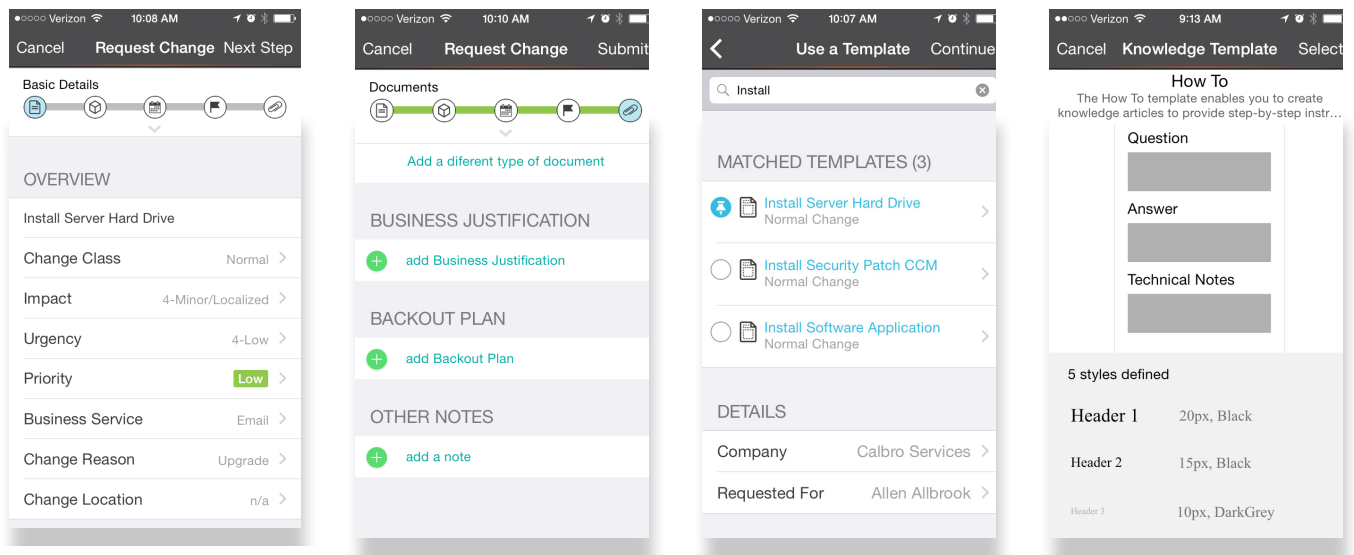 Verizon 10:08 AM
Cancel Request Change Next Step
Basic Details
OVERVIEW
Install Server Hard Drive
Change Class Normal
Impact 4-Minor/Localized
Urgency 4-Low
Priority Low
Business Service Email
Change Reason Upgrade
Change Location n/a
Verizon 10:10 AM
Cancel Request Change Submit
Documents
Add a diferent type of document
BUSINESS JUSTIFICATION
add Business Justification
BACKOUT PLAN
add Backout Plan
OTHER NOTES
add a note
Verizon 10:07 AM
Use a Template Continue
Install
MATCHED TEMPLATES (3)
Install Server Hard Drive
Normal Change
Install Security Patch CCM
Normal Change
Install Software Application
Normal Change
DETAILS
Company Calbro Services
Requested For Allen Allbrook
Verizon 9:13 AM
Cancel Knowledge Template Select
How To
The How To template enables you to create
knowledge articles to provide step-by-step instr...
Question
Answer
Technical Notes
5 styles defined
Header 1 20px, Black
Header 2 15px, Black
Header 3 10px, DarkGrey